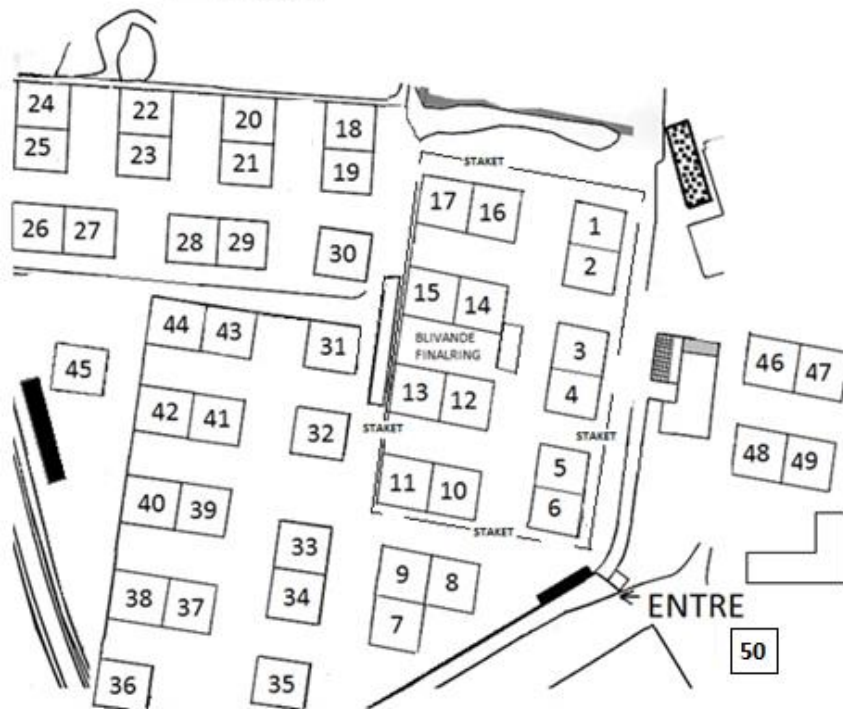 24 22 20 18
25 23 21 19
STAKET
17 16 1
26 27 28 29 30 2
15 14
44 43 31
BLIVANDE
FINALRING
3
45 46 47
13 12 4
42 41 32
STAKET
STAKET
48 49
5
11 10
40 39 6
STAKET
33
9 8
38 37 34
ENTRE
7
50
36 35